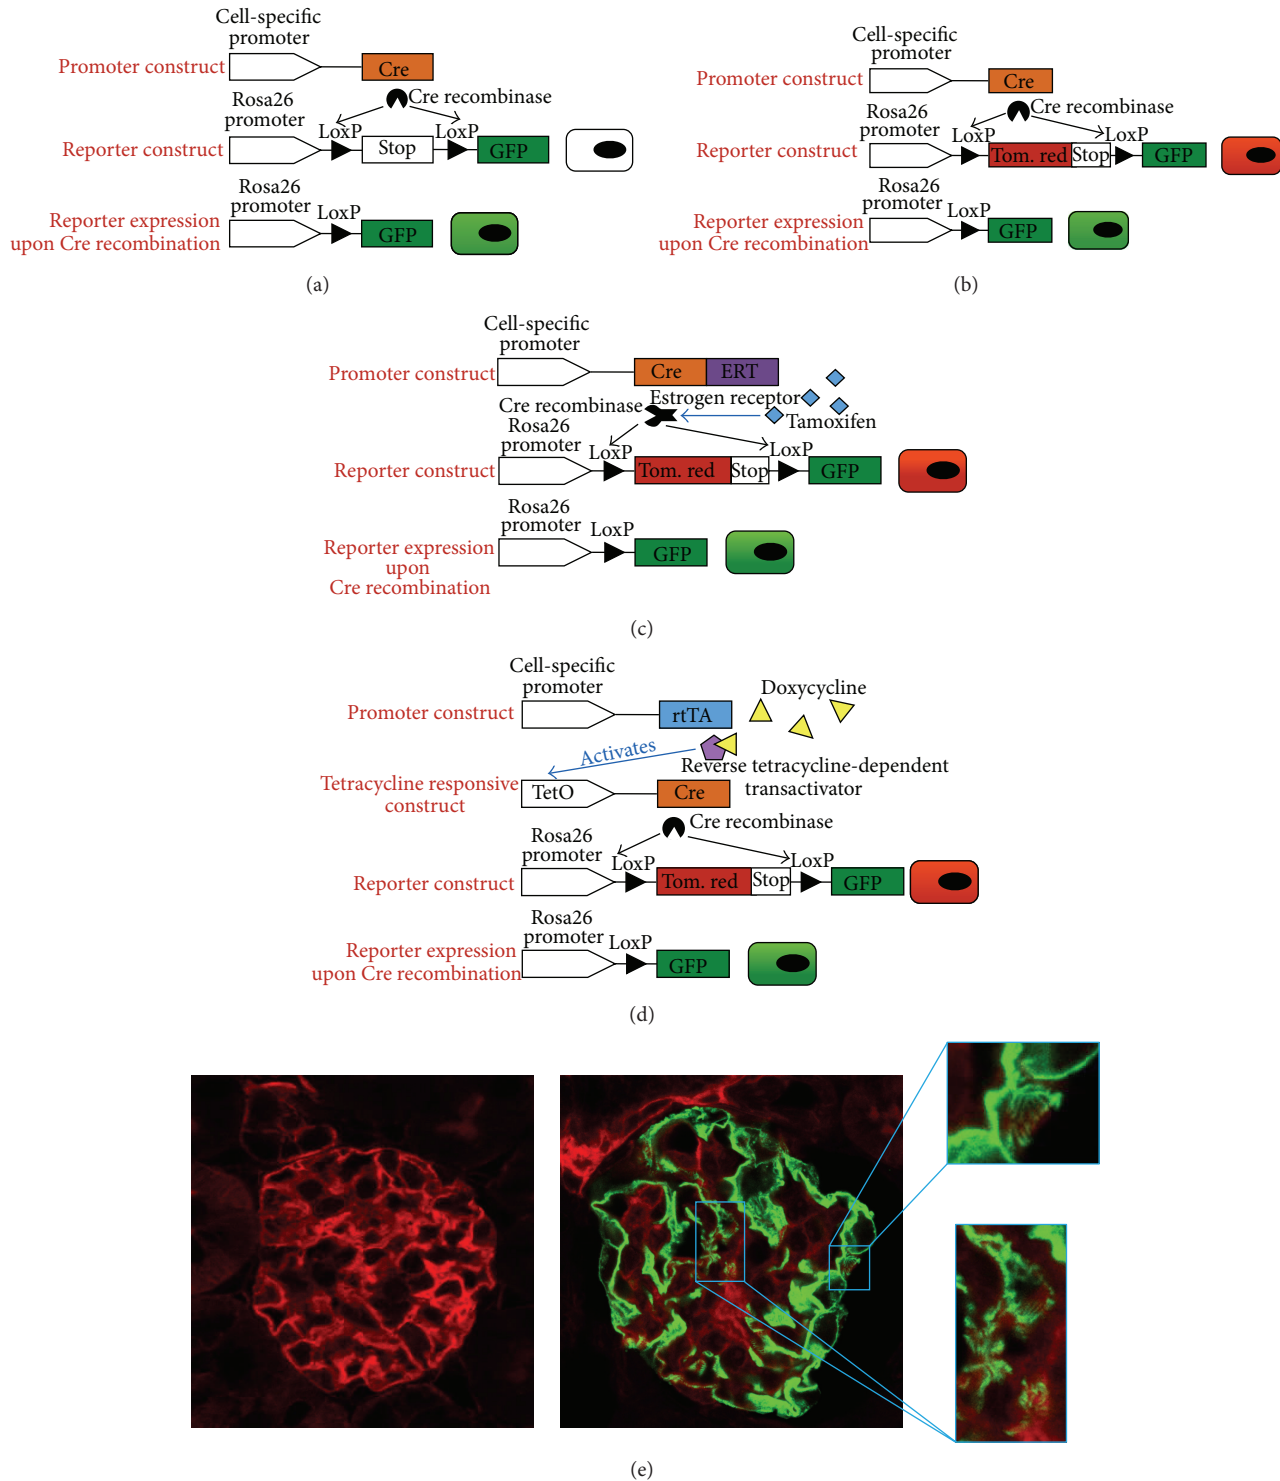 Cell-specific
promoter
Promoter construct
Cre
Cre recombinase
Rosa26
promoter
LoxP
LoxP
Reporter construct
Stop
GFP
Rosa26
promoter
LoxP
Reporter expression
upon Cre recombination
GFP
(a)
Cell-specific
promoter
Promoter construct
Cre
Cre recombinase
Rosa26
promoter
LoxP
LoxP
Reporter construct
Tom. red
Stop
GFP
Rosa26
promoter
LoxP
Reporter expression
upon Cre recombination
GFP
(b)
Cell-specific
promoter
Promoter construct
Cre
ERT
Estrogen receptor
Cre recombinase
Tamoxifen
Rosa26
promoter
LoxP
LoxP
Reporter construct
Tom. red
Stop
GFP
Rosa26
promoter
LoxP
Reporter expression
upon
Cre recombination
GFP
(c)
Cell-specific
promoter
Doxycycline
Promoter construct
rtTA
Activates
Reverse tetracycline-dependent
transactivator
Tetracycline responsive
construct
TetO
Cre
Cre recombinase
Rosa26
promoter
LoxP
LoxP
Reporter construct
Tom. red
Stop
GFP
Rosa26
promoter
LoxP
Reporter expression
upon Cre recombination
GFP
(d)
(e)